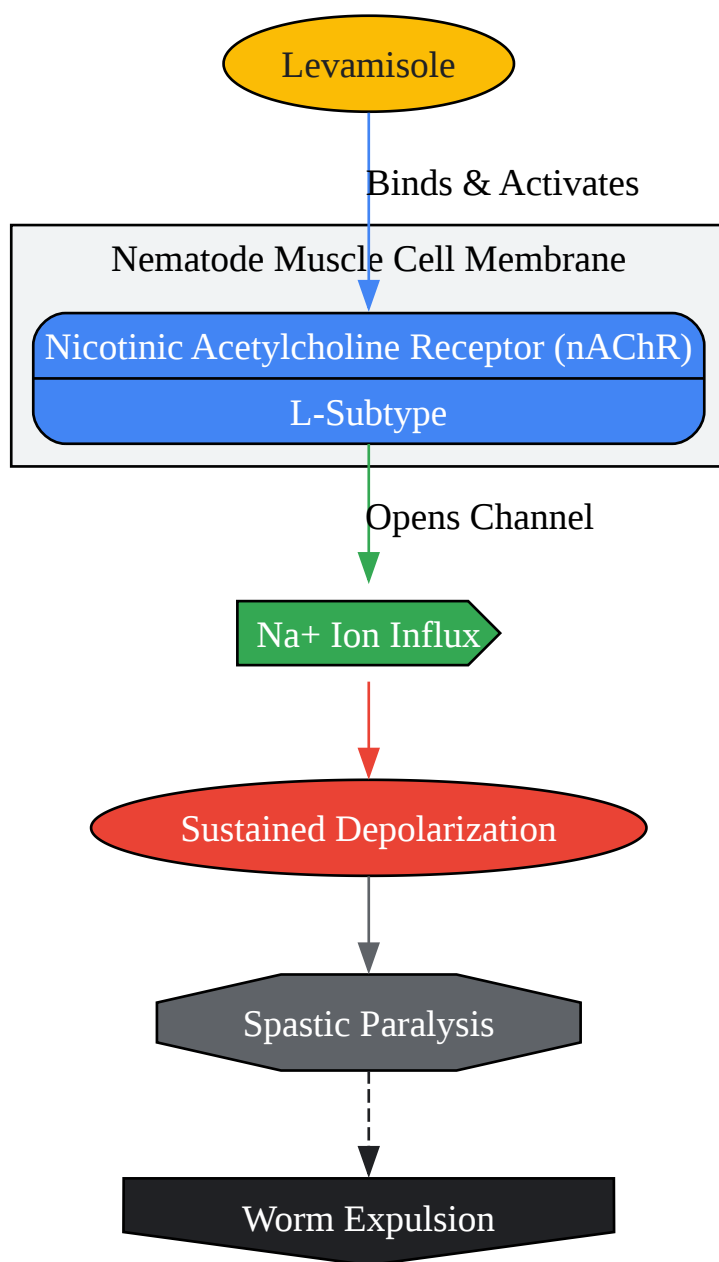 Levamisole
Binds & Activates
Nematode Muscle Cell Membrane
Nicotinic Acetylcholine Receptor (nAChR)
L-Subtype
Opens Channel
Na+ Ion Influx
Sustained Depolarization
Spastic Paralysis
Worm Expulsion